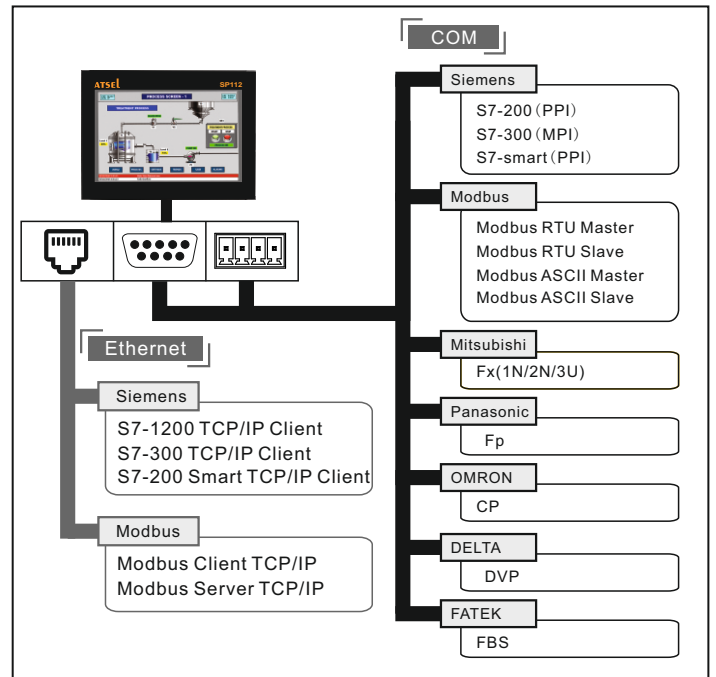 COM
ATSEL SP112
PROCESS SCREEN - 1
Ethernet
Siemens
S7-1200 TCP/IP Client
S7-300 TCP/IP Client
S7-200 Smart TCP/IP Client
Modbus
Modbus Client TCP/IP
Modbus Server TCP/IP
Siemens
S7-200（PPI）
S7-300（MPI）
S7-smart（PPI）
Modbus
Modbus RTU Master
Modbus RTU Slave
Modbus ASCII Master
Modbus ASCII Slave
Mitsubishi
Fx(1N/2N/3U)
Panasonic
Fp
OMRON
CP
DELTA
DVP
FATEK
FBS